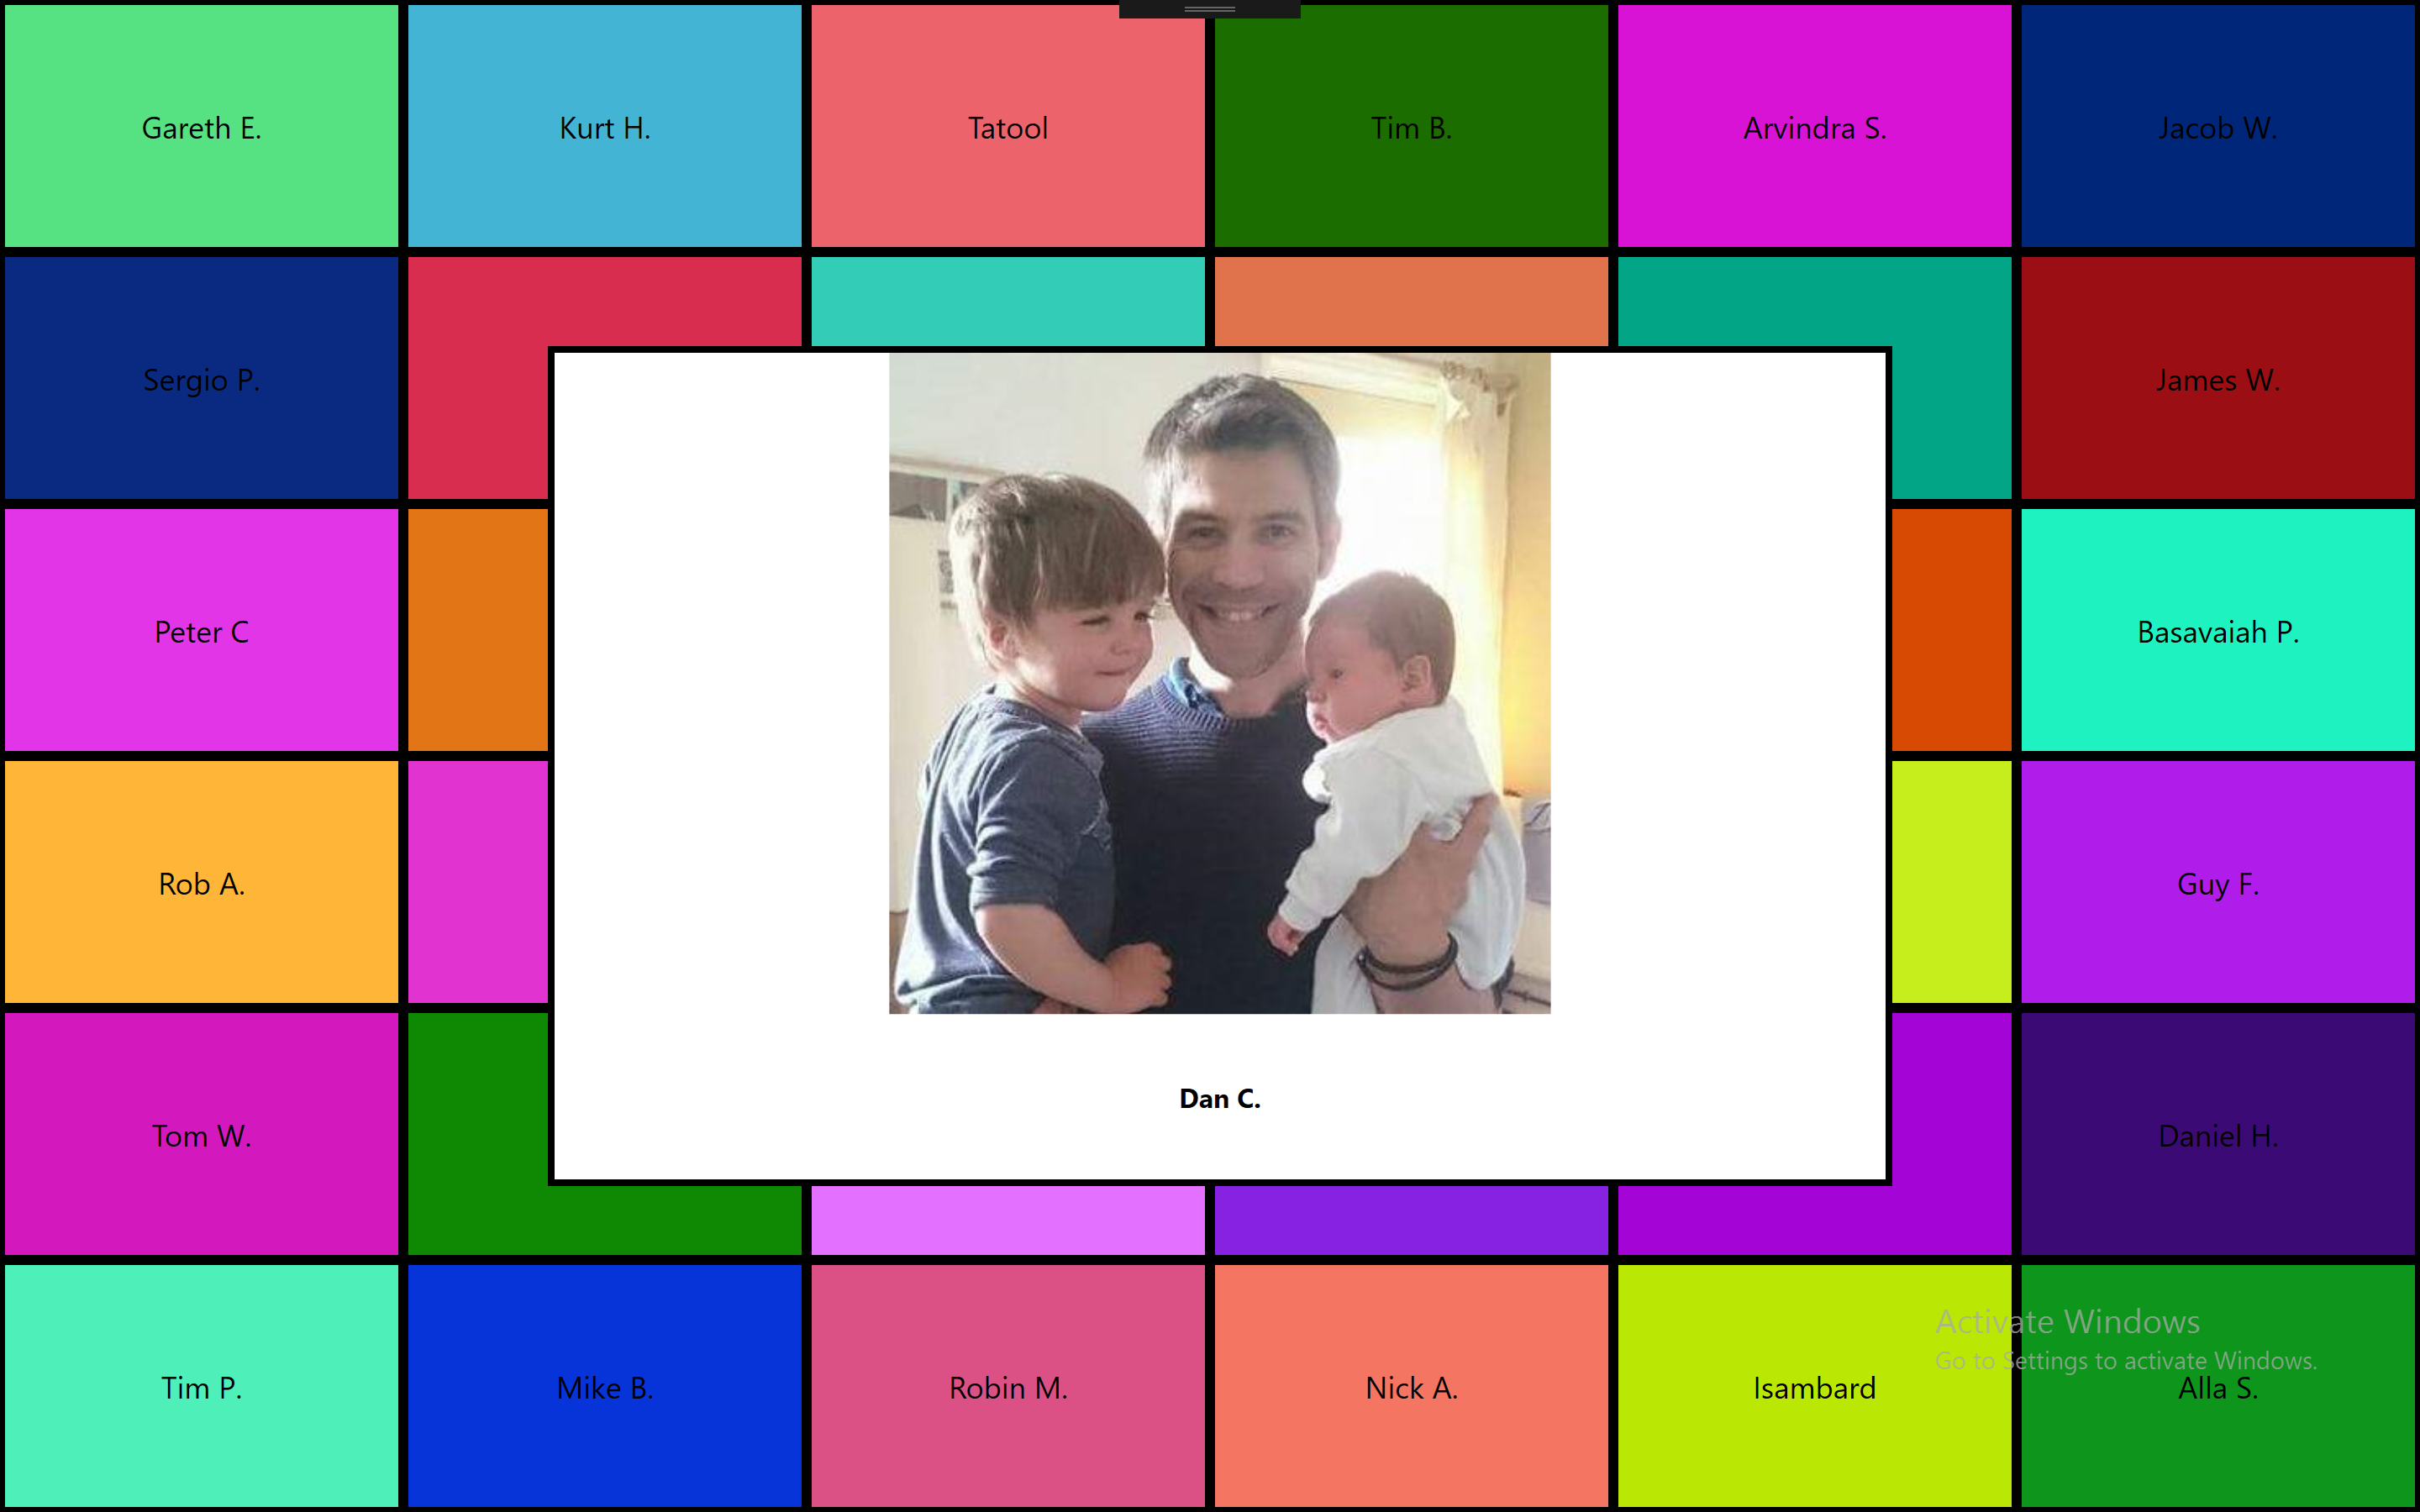 Gareth E.
Kurt H.
Tatool
Tim B.
Arvindra S.
Jacob W.
Sergio P.
James W.
Peter C
Basavaiah P.
Rob A.
Guy F.
Dan C.
Tom W.
Daniel H.
Activate Windows
Go to Settings to activate Windows.
Tim P.
Mike B.
Robin M.
Nick A.
Isambard
Alla S.